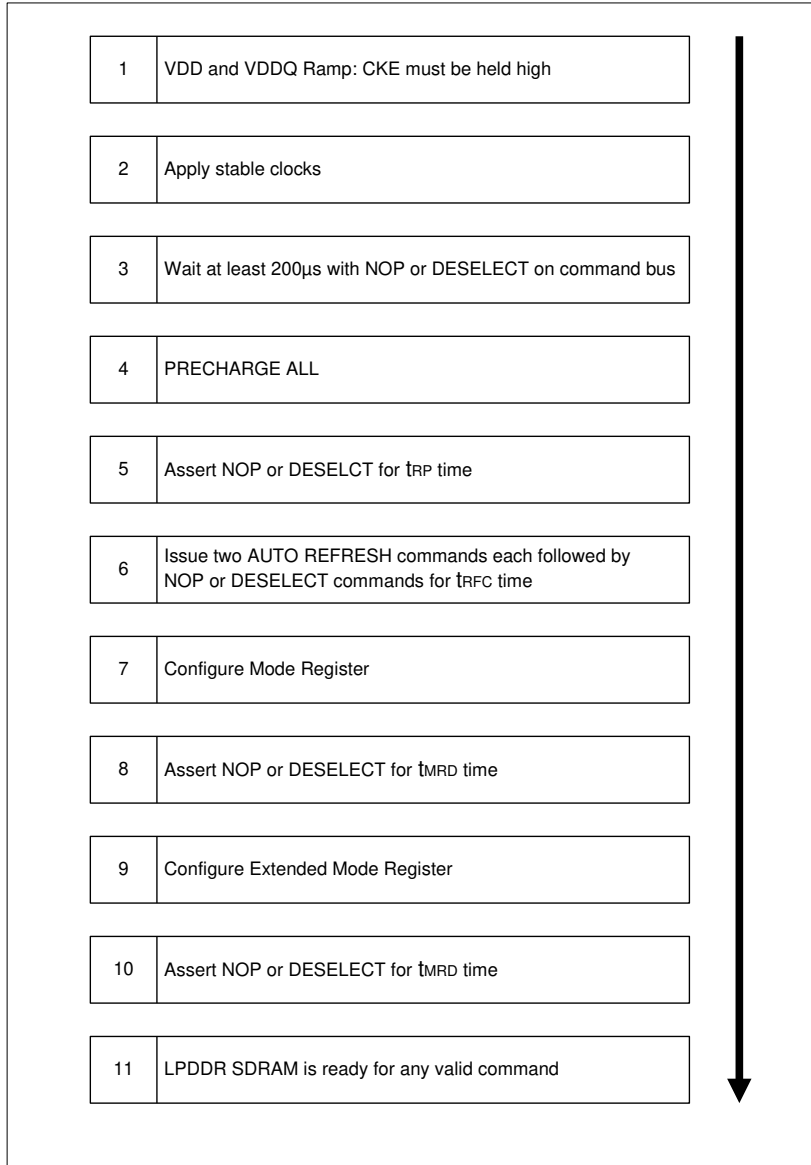 1 VDD and VDDQ Ramp: CKE must be held high
2 Apply stable clocks
3 Wait at least 200µs with NOP or DESELECT on command bus
4 PRECHARGE ALL
5 Assert NOP or DESELCT for tRP time
6 Issue two AUTO REFRESH commands each followed by
NOP or DESELECT commands for tRFC time
7 Configure Mode Register
8 Assert NOP or DESELECT for tMRD time
9 Configure Extended Mode Register
10 Assert NOP or DESELECT for tMRD time
11 LPDDR SDRAM is ready for any valid command